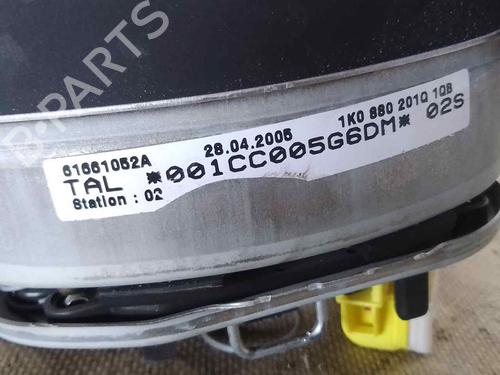 B-PARTS
61661052A 28.04.2005 1K0 880 201Q 1QB
TAL *001CC005G6DM* 02S
Station : 02